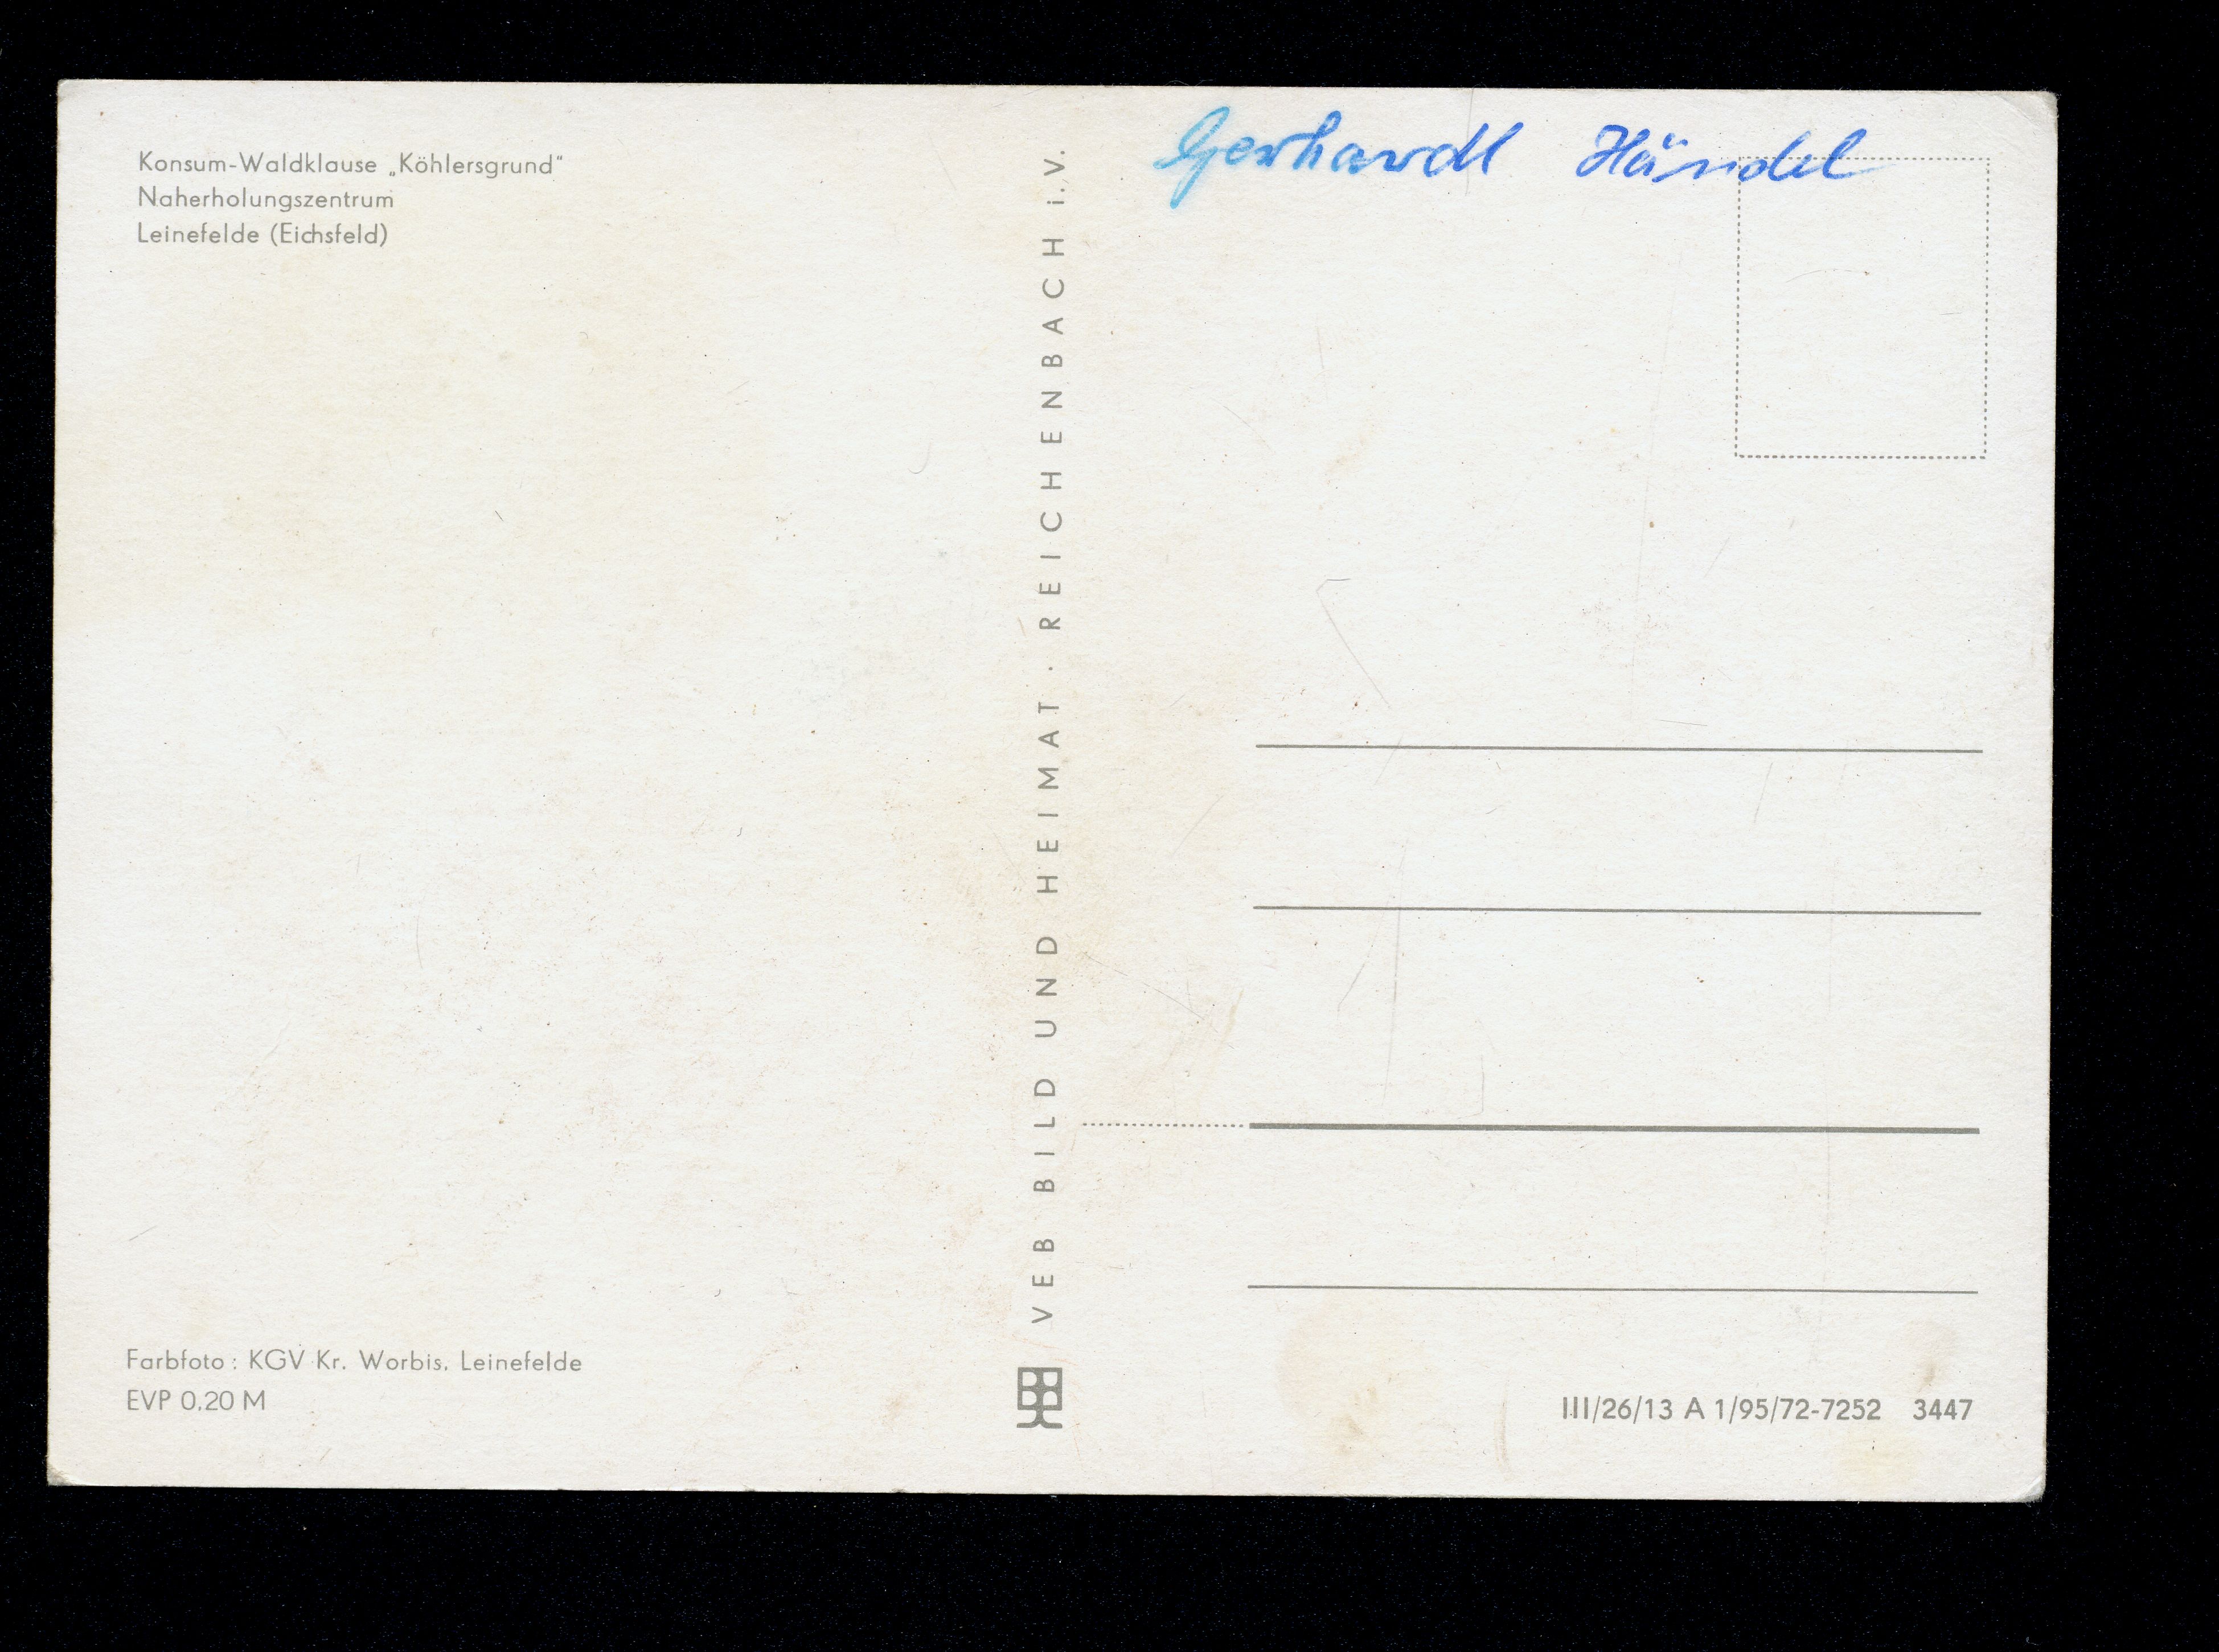 Konsum-Waldklause „Köhlersgrund“
Naherholungszentrum
Leinefelde (Eichsfeld)
Farbfoto: KGV Kr. Worbis, Leinefelde
EVP 0,20 M
VEB BILD UND HEIMAT · REICHENBACH i.V.
Gerhardt Händel
III/26/13 A 1/95/72-7252 3447